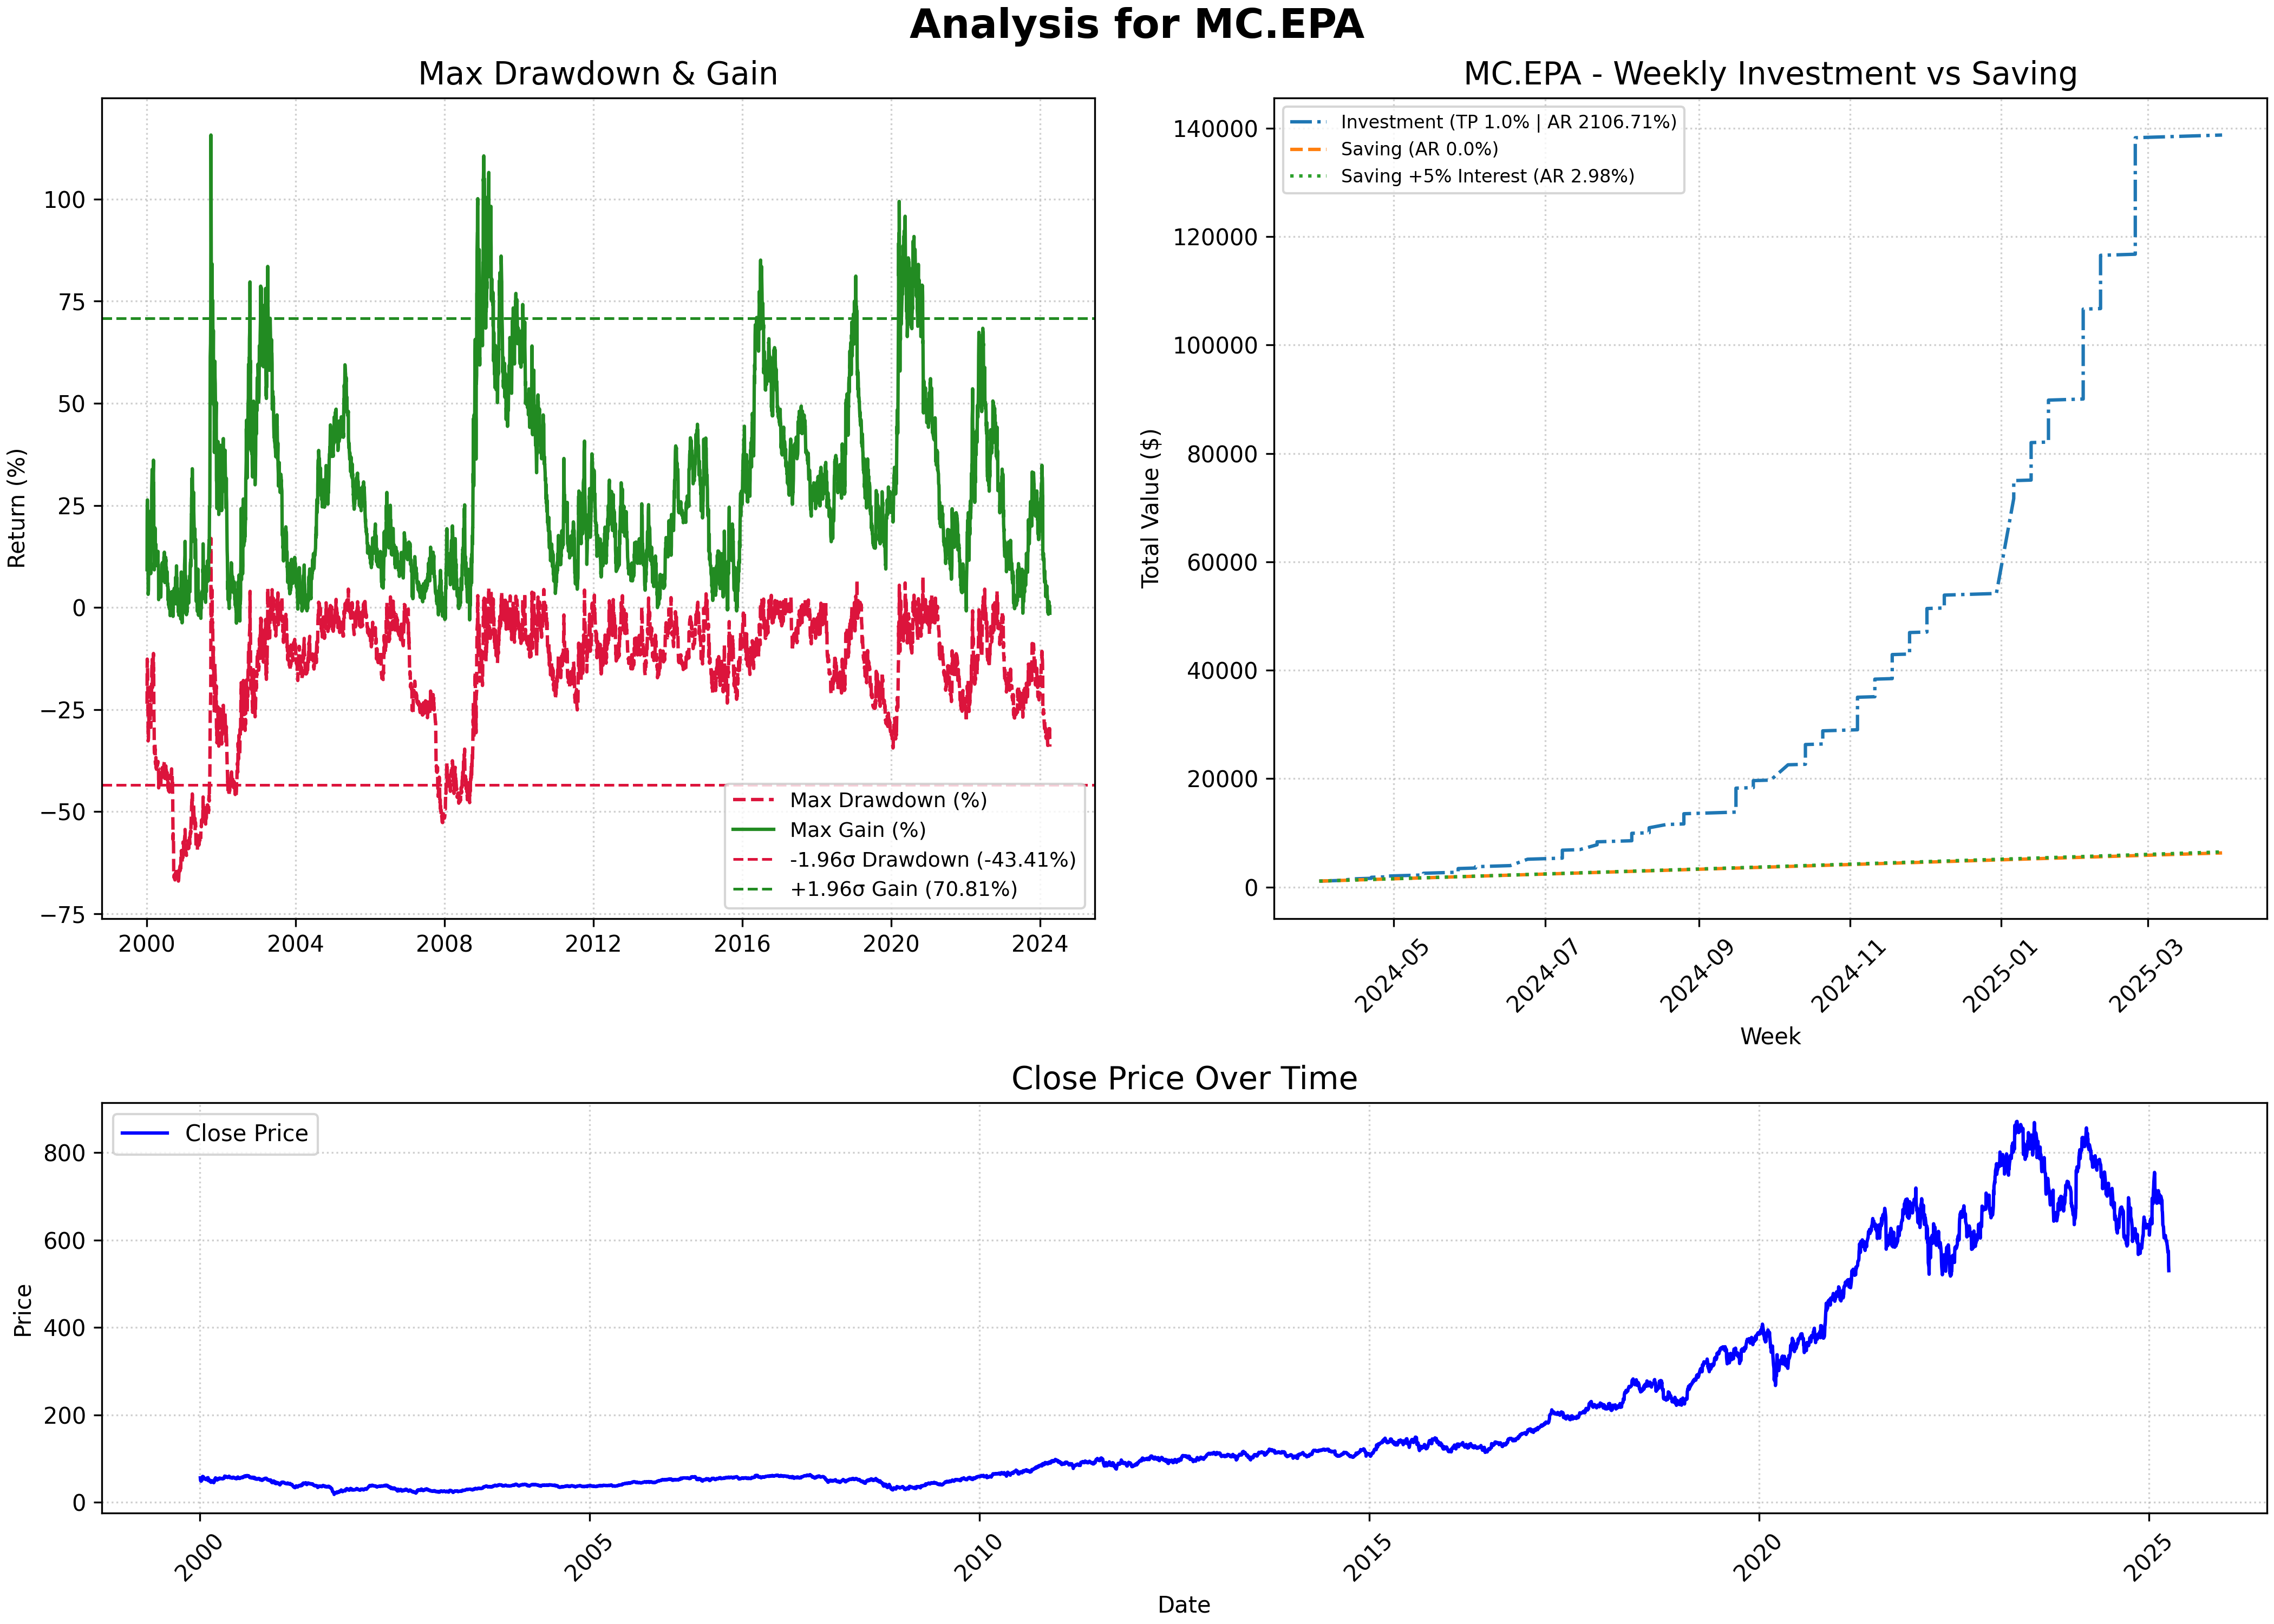 Analysis for MC.EPA
Max Drawdown & Gain
Return (%)
100
75
50
25
0
−25
−50
−75
2000
2004
2008
2012
2016
2020
2024
Max Drawdown (%)
Max Gain (%)
-1.96σ Drawdown (-43.41%)
+1.96σ Gain (70.81%)
MC.EPA - Weekly Investment vs Saving
Total Value ($)
140000
120000
100000
80000
60000
40000
20000
0
Investment (TP 1.0% | AR 2106.71%)
Saving (AR 0.0%)
Saving +5% Interest (AR 2.98%)
2024-05
2024-07
2024-09
2024-11
2025-01
2025-03
Week
Close Price Over Time
Price
800
600
400
200
0
Close Price
2000
2005
2010
2015
2020
2025
Date